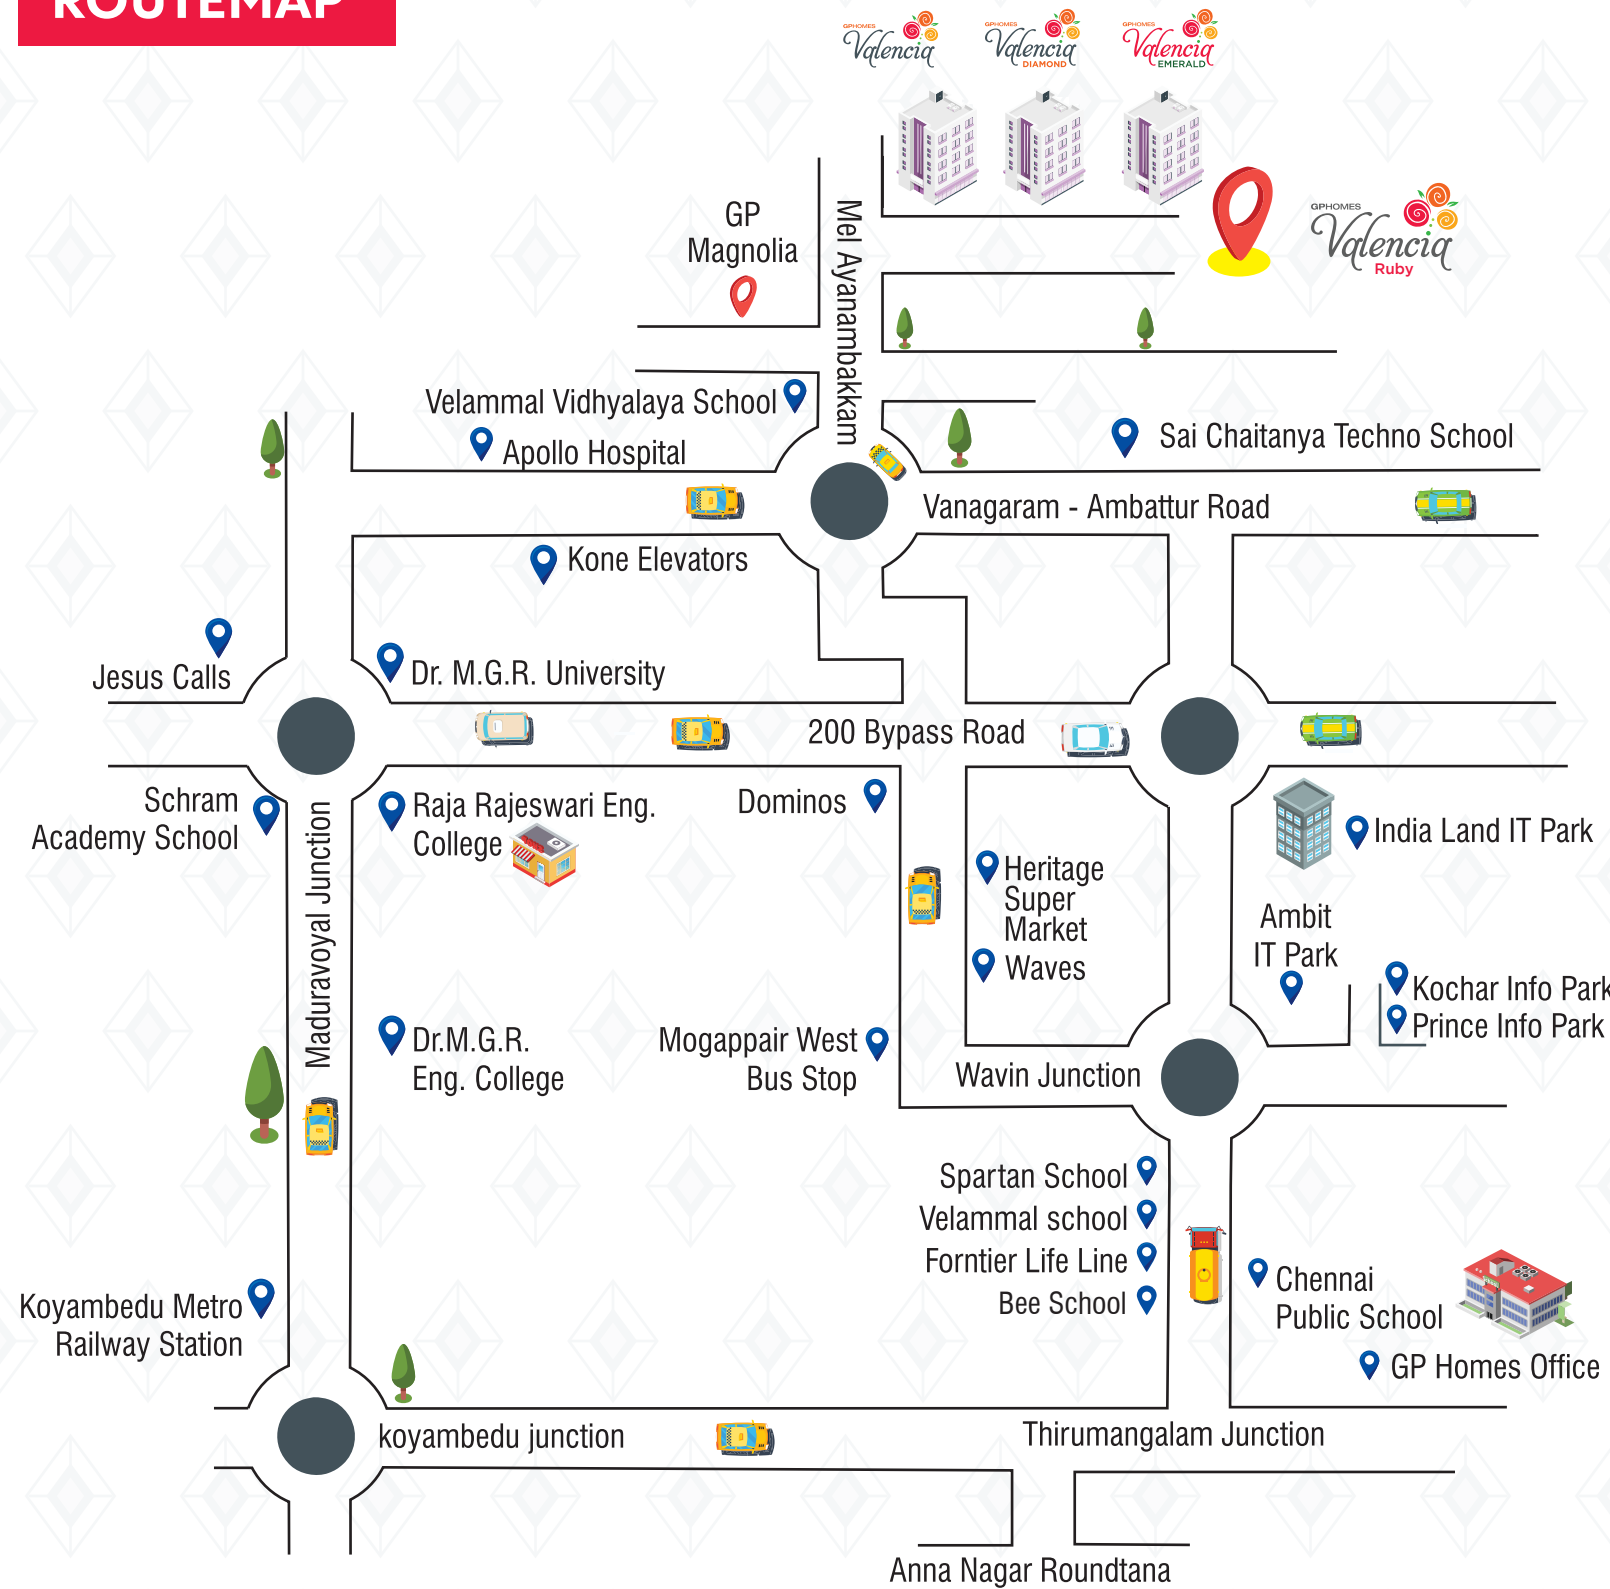 ROUTEMAP
GPHOMES
Valencia
GPHOMES
Valencia
DIAMOND
GPHOMES
Valencia
EMERALD
GP
Magnolia
Mel Ayanambakkam
GPHOMES
Valencia
Ruby
Velammal Vidhyalaya School
Apollo Hospital
Sai Chaitanya Techno School
Vanagaram - Ambattur Road
Kone Elevators
Jesus Calls
Dr. M.G.R. University
200 Bypass Road
Schram
Academy School
Maduravoyal Junction
Raja Rajeswari Eng.
College
Dominos
India Land IT Park
Heritage
Super
Market
Waves
Ambit
IT Park
Kochar Info Park
Prince Info Park
Dr.M.G.R.
Eng. College
Mogappair West
Bus Stop
Wavin Junction
Spartan School
Velammal school
Forntier Life Line
Bee School
Chennai
Public School
GP Homes Office
Koyambedu Metro
Railway Station
koyambedu junction
Thirumangalam Junction
Anna Nagar Roundtana